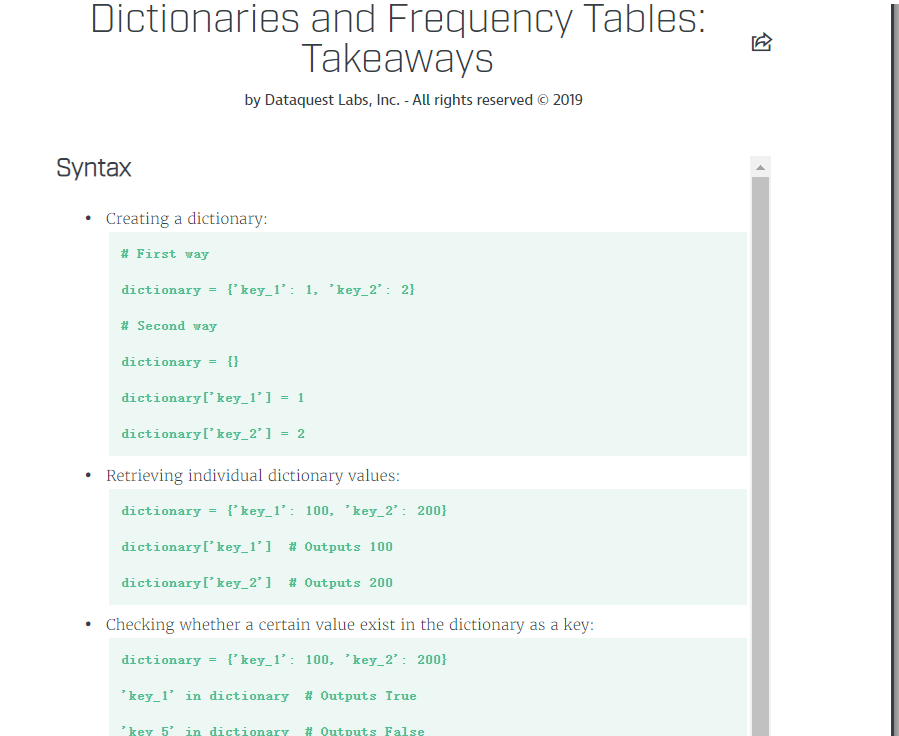 Dictionaries and Frequency Tables:
Takeaways
by Dataquest Labs, Inc. - All rights reserved © 2019
Syntax
• Creating a dictionary:
# First way
dictionary = {'key_1': 1, 'key_2': 2}
# Second way
dictionary = {}
dictionary['key_1'] = 1
dictionary['key_2'] = 2
• Retrieving individual dictionary values:
dictionary = {'key_1': 100, 'key_2': 200}
dictionary['key_1']  # Outputs 100
dictionary['key_2']  # Outputs 200
• Checking whether a certain value exist in the dictionary as a key:
dictionary = {'key_1': 100, 'key_2': 200}
'key_1' in dictionary  # Outputs True
'key_5' in dictionary  # Outputs False